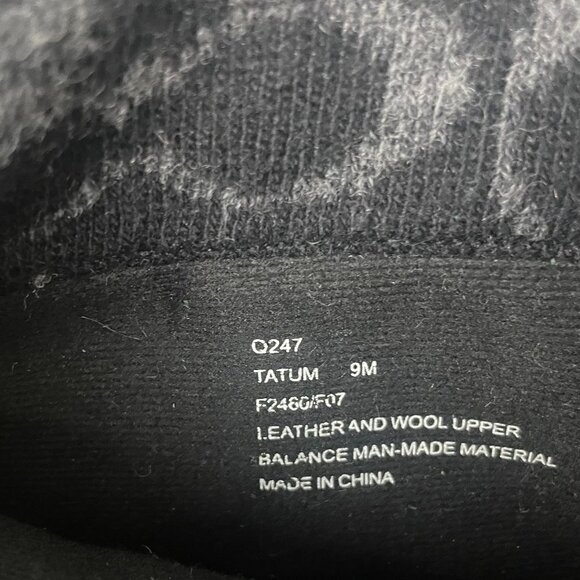 Q247
TATUM 9M
F2460/F07
LEATHER AND WOOL UPPER
BALANCE MAN-MADE MATERIAL
MADE IN CHINA